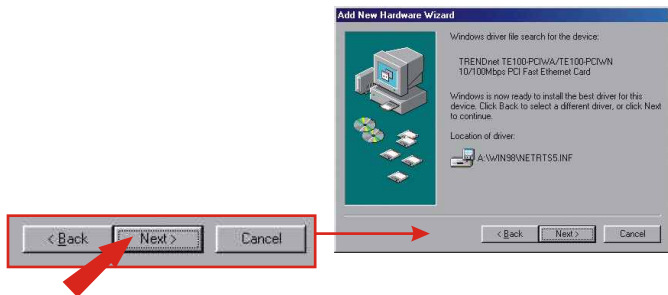 Add New Hardware Wizard
Windows driver file search for the device:
TRENDnet TE100-PCIWA/TE100-PCIWN
10/100Mbps PCI Fast Ethernet Card
Windows is now ready to install the best driver for this
device. Click Back to select a different driver, or click Next
to continue.
Location of driver:
A:\WIN98\NETRTS5.INF
< Back
Next >
Cancel
< Back
Next >
Cancel